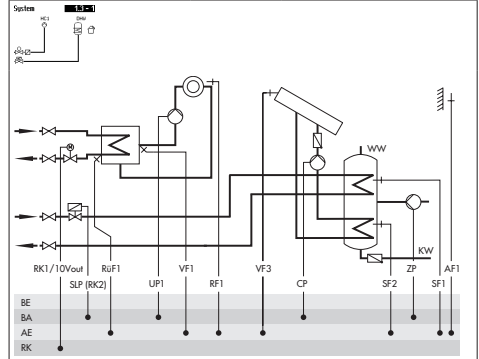 System 1.3 - 1
HC1 DHW
WW
KW
RK1/10Vout RüF1 VF1 RF1 VF3 CP ZP AF1
SLP (RK2) UP1 SF2 SF1
BE
BA
AE
RK